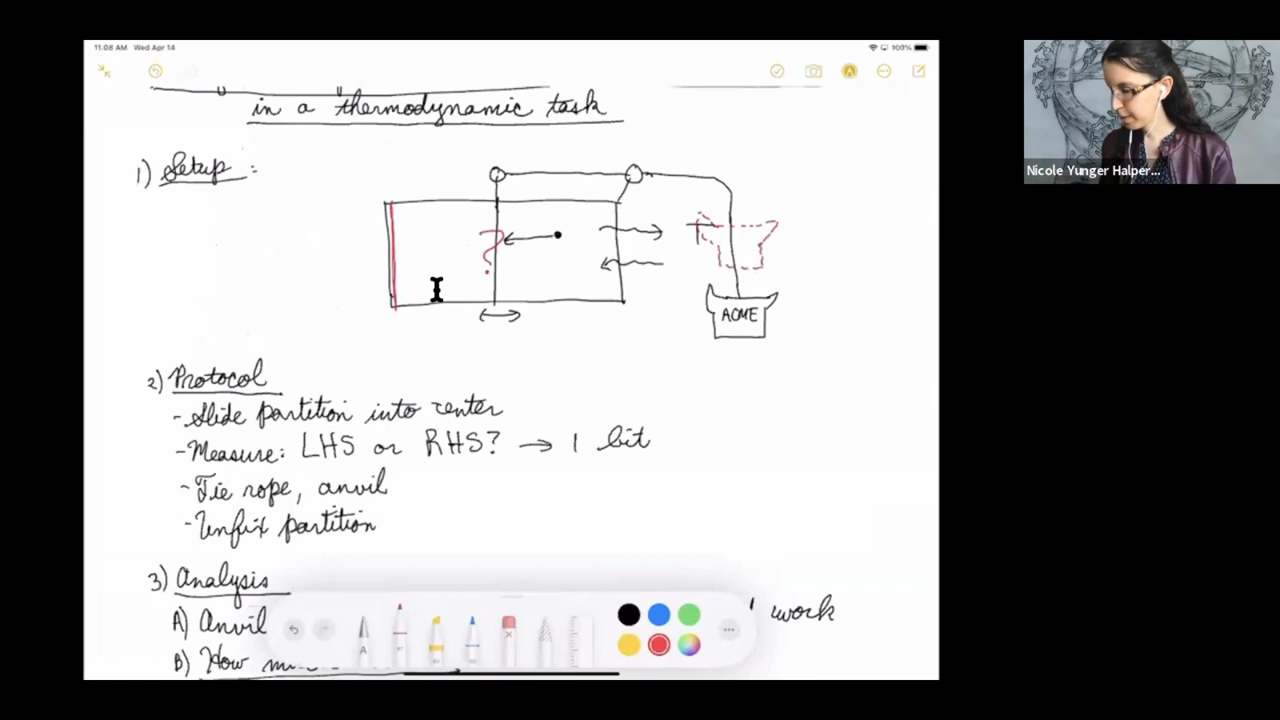 11:08 AM Wed Apr 14
100%
in a thermodynamic task
1) Setup:
?
ACME
Nicole Yunger Halper...
2) Protocol
- Slide partition into center
- Measure: LHS or RHS? → 1 bit
- Tie rope, anvil
- Unfix partition
3) Analysis
A) Anvil
work
B) How